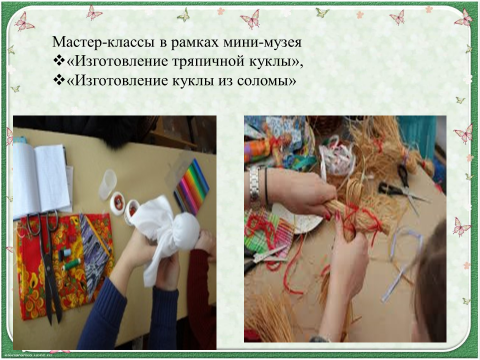 Мастер-классы в рамках мини-музея
❖«Изготовление тряпичной куклы»,
❖«Изготовление куклы из соломы»